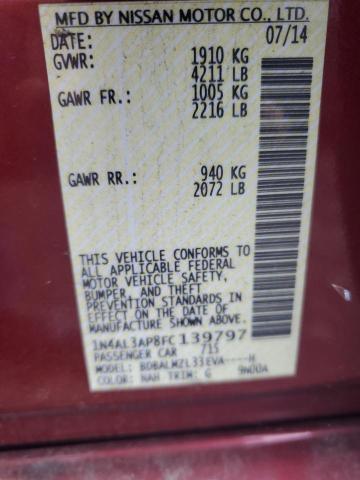 MFD BY NISSAN MOTOR CO., LTD.
DATE: 07/14
GVWR: 1910 KG
4211 LB
GAWR FR.: 1005 KG
2216 LB
GAWR RR.: 940 KG
2072 LB
THIS VEHICLE CONFORMS TO
ALL APPLICABLE FEDERAL
MOTOR VEHICLE SAFETY,
BUMPER, AND THEFT
PREVENTION STANDARDS IN
EFFECT ON THE DATE OF
MANUFACTURE SHOWN ABOVE.
1N4AL3AP8FC139797
PASSENGER CAR /15
MODEL: BDBALWZL33EVA----H
COLOR: NAH TRIM: G 9N00A